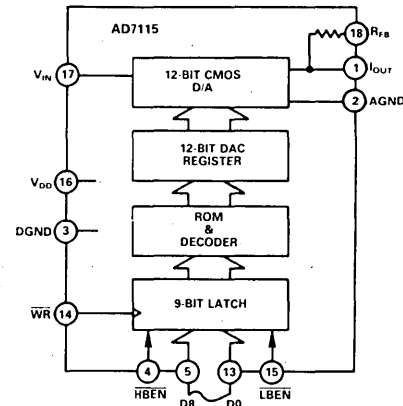 AD7115
18 RFB
VIN 17
12-BIT CMOS
D/A
1 IOUT
2 AGND
12-BIT DAC
REGISTER
VDD 16
DGND 3
ROM
&
DECODER
9-BIT LATCH
WR 14
4 5 13 15
HBEN D8 D0 LBEN